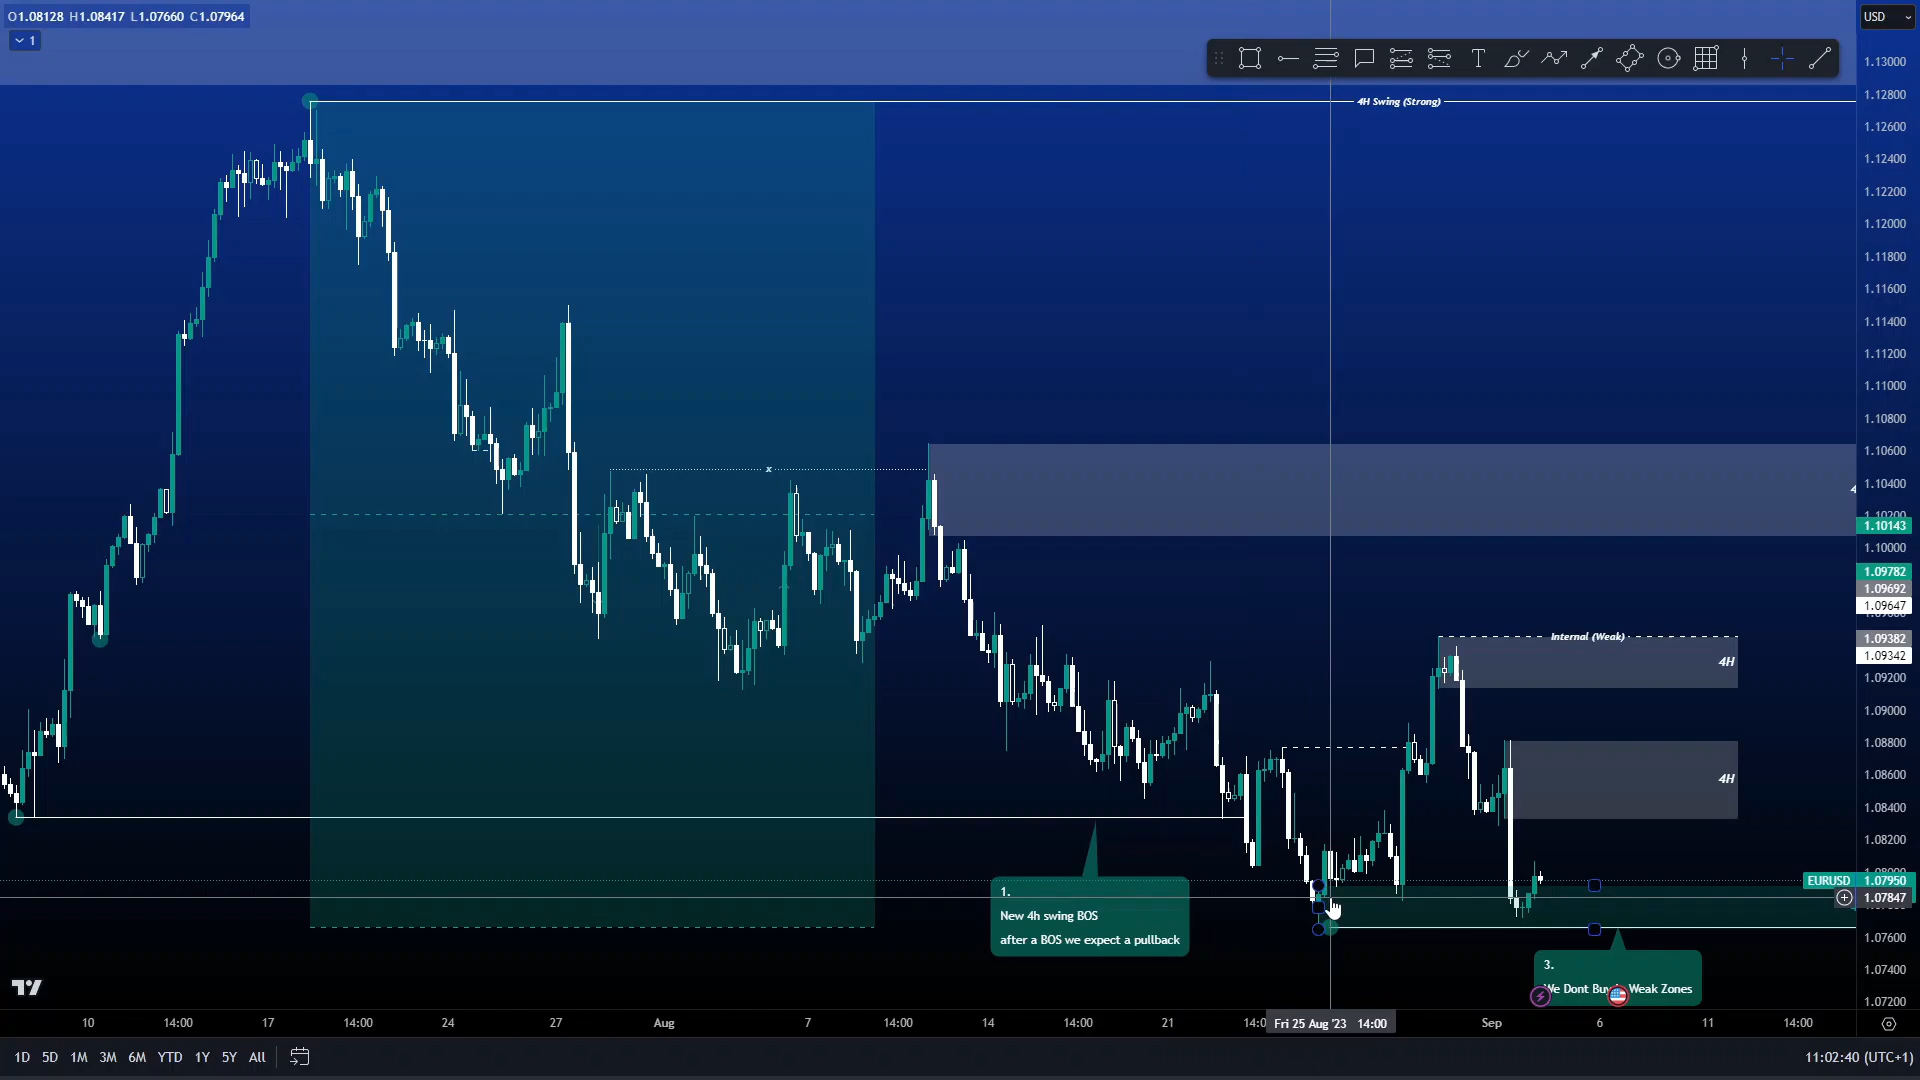 O1.08128 H1.08417 L1.07660 C1.07964
USD
1
1.13000
1.12800
4H Swing (Strong)
1.12600
1.12400
1.12200
1.12000
1.11800
1.11600
1.11400
1.11200
1.11000
1.10800
1.10600
x
1.10400
1.10200
1.10143
1.10000
1.09782
1.09692
1.09647
Internal (Weak)
1.09382
4H
1.09342
1.09200
1.09000
1.08800
4H
1.08600
1.08400
1.08200
EURUSD 1.07950
1.07847
1.
New 4h swing BOS
after a BOS we expect a pullback
1.07600
3.
1.07400
We Dont Buy Weak Zones
1.07200
10 14:00 17 14:00 24 27 Aug 7 14:00 14 14:00 21 14:0 Fri 25 Aug '23 14:00 Sep 6 11 14:00
1D 5D 1M 3M 6M YTD 1Y 5Y All
11:02:40 (UTC+1)